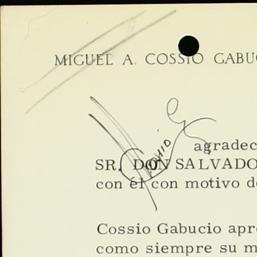 MIGUEL A. COSSIO GABUC
agradec
SR. DON SALVADO
con él con motivo d
Cossio Gabucio apr
como siempre su m